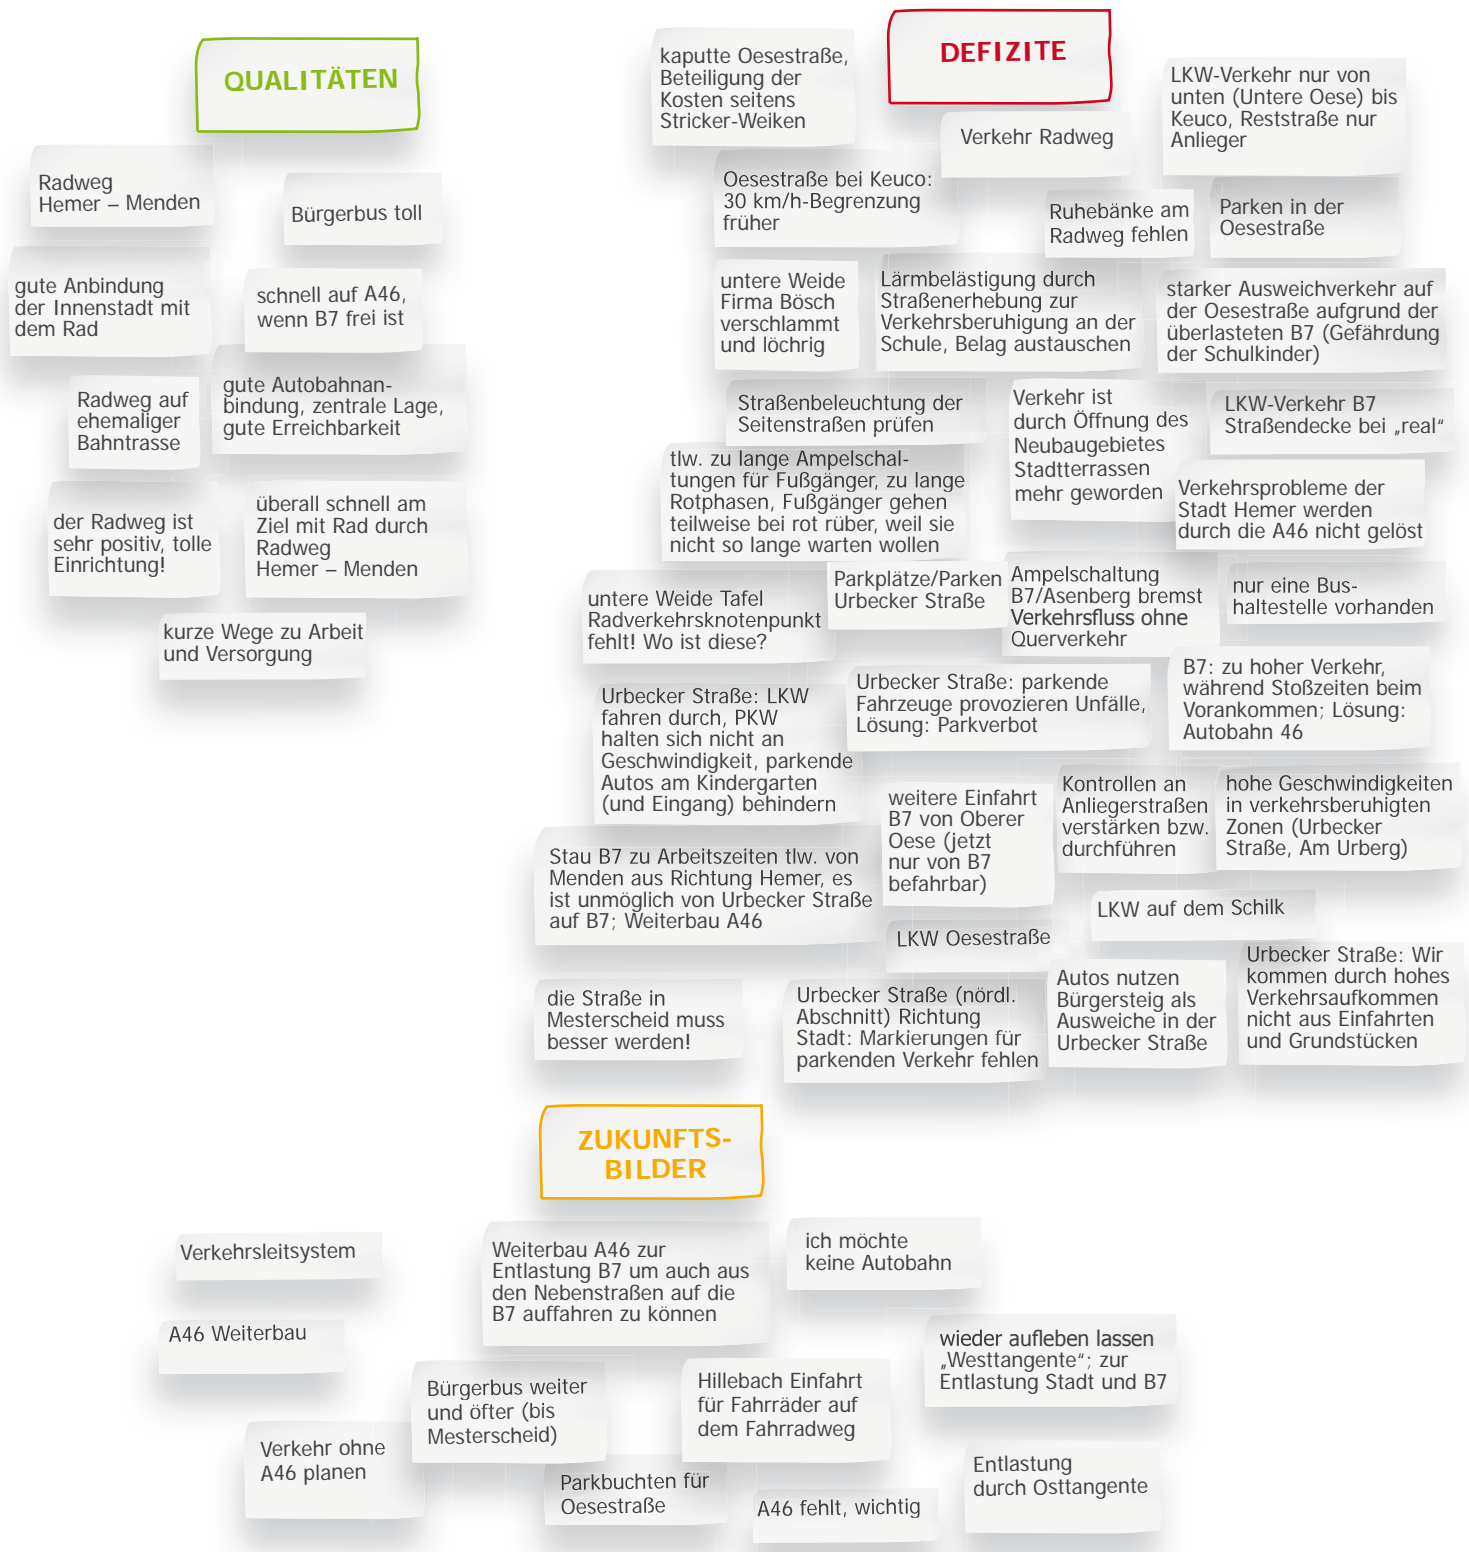 QUALITÄTEN
Radweg
Hemer – Menden
Bürgerbus toll
gute Anbindung
der Innenstadt mit
dem Rad
schnell auf A46,
wenn B7 frei ist
Radweg auf
ehemaliger
Bahntrasse
gute Autobahnan-
bindung, zentrale Lage,
gute Erreichbarkeit
der Radweg ist
sehr positiv, tolle
Einrichtung!
überall schnell am
Ziel mit Rad durch
Radweg
Hemer – Menden
kurze Wege zu Arbeit
und Versorgung
DEFIZITE
kaputte Oesestraße,
Beteiligung der
Kosten seitens
Stricker-Weiken
Verkehr Radweg
LKW-Verkehr nur von
unten (Untere Oese) bis
Keuco, Reststraße nur
Anlieger
Oesestraße bei Keuco:
30 km/h-Begrenzung
früher
Ruhebänke am
Radweg fehlen
Parken in der
Oesestraße
untere Weide
Firma Bösch
verschlammt
und löchrig
Lärmbelästigung durch
Straßenerhebung zur
Verkehrsberuhigung an der
Schule, Belag austauschen
starker Ausweichverkehr auf
der Oesestraße aufgrund der
überlasteten B7 (Gefährdung
der Schulkinder)
Straßenbeleuchtung der
Seitenstraßen prüfen
Verkehr ist
durch Öffnung des
Neubaugebietes
Stadtterrassen
mehr geworden
LKW-Verkehr B7
Straßendecke bei „real“
tlw. zu lange Ampelschal-
tungen für Fußgänger, zu lange
Rotphasen, Fußgänger gehen
teilweise bei rot rüber, weil sie
nicht so lange warten wollen
Verkehrsprobleme der
Stadt Hemer werden
durch die A46 nicht gelöst
untere Weide Tafel
Radverkehrsknotenpunkt
fehlt! Wo ist diese?
Parkplätze/Parken
Urbecker Straße
Ampelschaltung
B7/Asenberg bremst
Verkehrsfluss ohne
Querverkehr
nur eine Bus-
haltestelle vorhanden
Urbecker Straße: LKW
fahren durch, PKW
halten sich nicht an
Geschwindigkeit, parkende
Autos am Kindergarten
(und Eingang) behindern
Urbecker Straße: parkende
Fahrzeuge provozieren Unfälle,
Lösung: Parkverbot
B7: zu hoher Verkehr,
während Stoßzeiten beim
Vorankommen; Lösung:
Autobahn 46
weitere Einfahrt
B7 von Oberer
Oese (jetzt
nur von B7
befahrbar)
Kontrollen an
Anliegerstraßen
verstärken bzw.
durchführen
hohe Geschwindigkeiten
in verkehrsberuhigten
Zonen (Urbecker
Straße, Am Urberg)
Stau B7 zu Arbeitszeiten tlw. von
Menden aus Richtung Hemer, es
ist unmöglich von Urbecker Straße
auf B7; Weiterbau A46
LKW auf dem Schilk
LKW Oesestraße
die Straße in
Mesterscheid muss
besser werden!
Urbecker Straße (nördl.
Abschnitt) Richtung
Stadt: Markierungen für
parkenden Verkehr fehlen
Autos nutzen
Bürgersteig als
Ausweiche in der
Urbecker Straße
Urbecker Straße: Wir
kommen durch hohes
Verkehrsaufkommen
nicht aus Einfahrten
und Grundstücken
ZUKUNFTS-
BILDER
Verkehrsleitsystem
Weiterbau A46 zur
Entlastung B7 um auch aus
den Nebenstraßen auf die
B7 auffahren zu können
ich möchte
keine Autobahn
A46 Weiterbau
wieder aufleben lassen
„Westtangente“; zur
Entlastung Stadt und B7
Bürgerbus weiter
und öfter (bis
Mesterscheid)
Hillebach Einfahrt
für Fahrräder auf
dem Fahrradweg
Verkehr ohne
A46 planen
Parkbuchten für
Oesestraße
A46 fehlt, wichtig
Entlastung
durch Osttangente